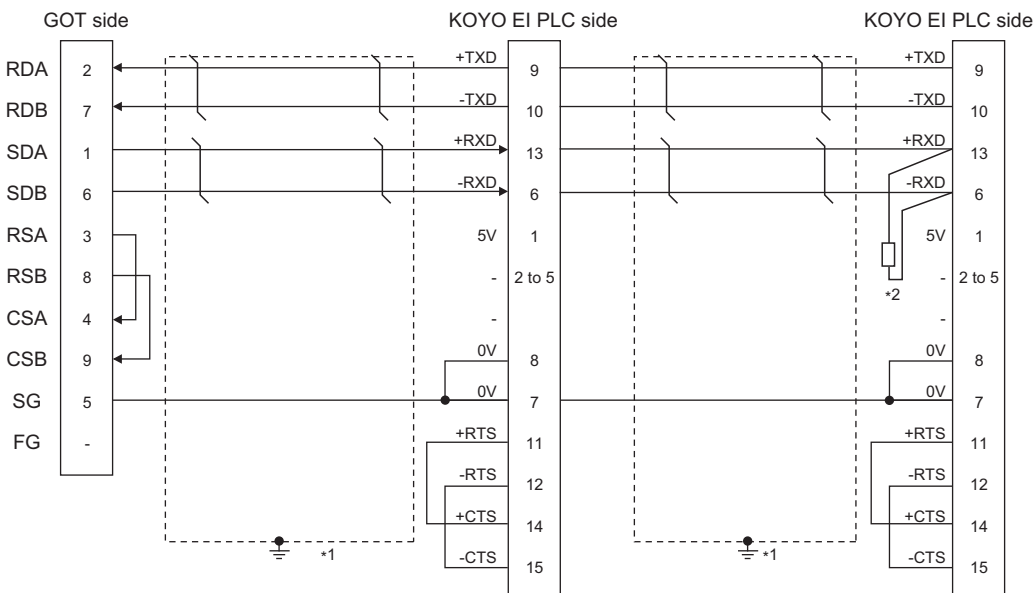 GOT side KOYO EI PLC side KOYO EI PLC side
RDA 2 +TXD 9 +TXD 9
RDB 7 -TXD 10 -TXD 10
SDA 1 +RXD 13 +RXD 13
SDB 6 -RXD 6 -RXD 6
RSA 3 5V 1 5V 1
RSB 8 - 2 to 5 - 2 to 5
*2
CSA 4 - -
CSB 9 0V 8 0V 8
SG 5 0V 7 0V 7
FG - +RTS 11 +RTS 11
-RTS 12 -RTS 12
+CTS 14 +CTS 14
*1 *1
-CTS 15 -CTS 15